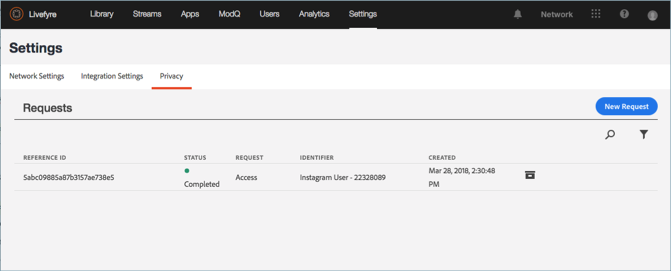 Livefyre Library Streams Apps ModQ Users Analytics Settings Network
Settings
Network Settings Integration Settings Privacy
Requests New Request
REFERENCE ID STATUS REQUEST IDENTIFIER CREATED
5abc09885a87b3157ae738e5 Completed Access Instagram User - 22328089 Mar 28, 2018, 2:30:48
PM